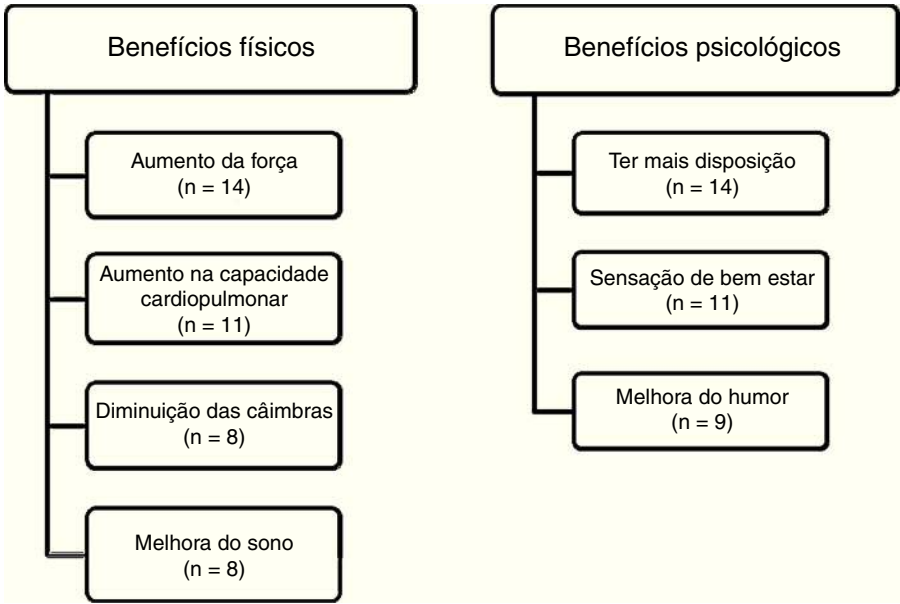 Benefícios físicos
Aumento da força
(n = 14)
Aumento na capacidade
cardiopulmonar
(n = 11)
Diminuição das câimbras
(n = 8)
Melhora do sono
(n = 8)
Benefícios psicológicos
Ter mais disposição
(n = 14)
Sensação de bem estar
(n = 11)
Melhora do humor
(n = 9)